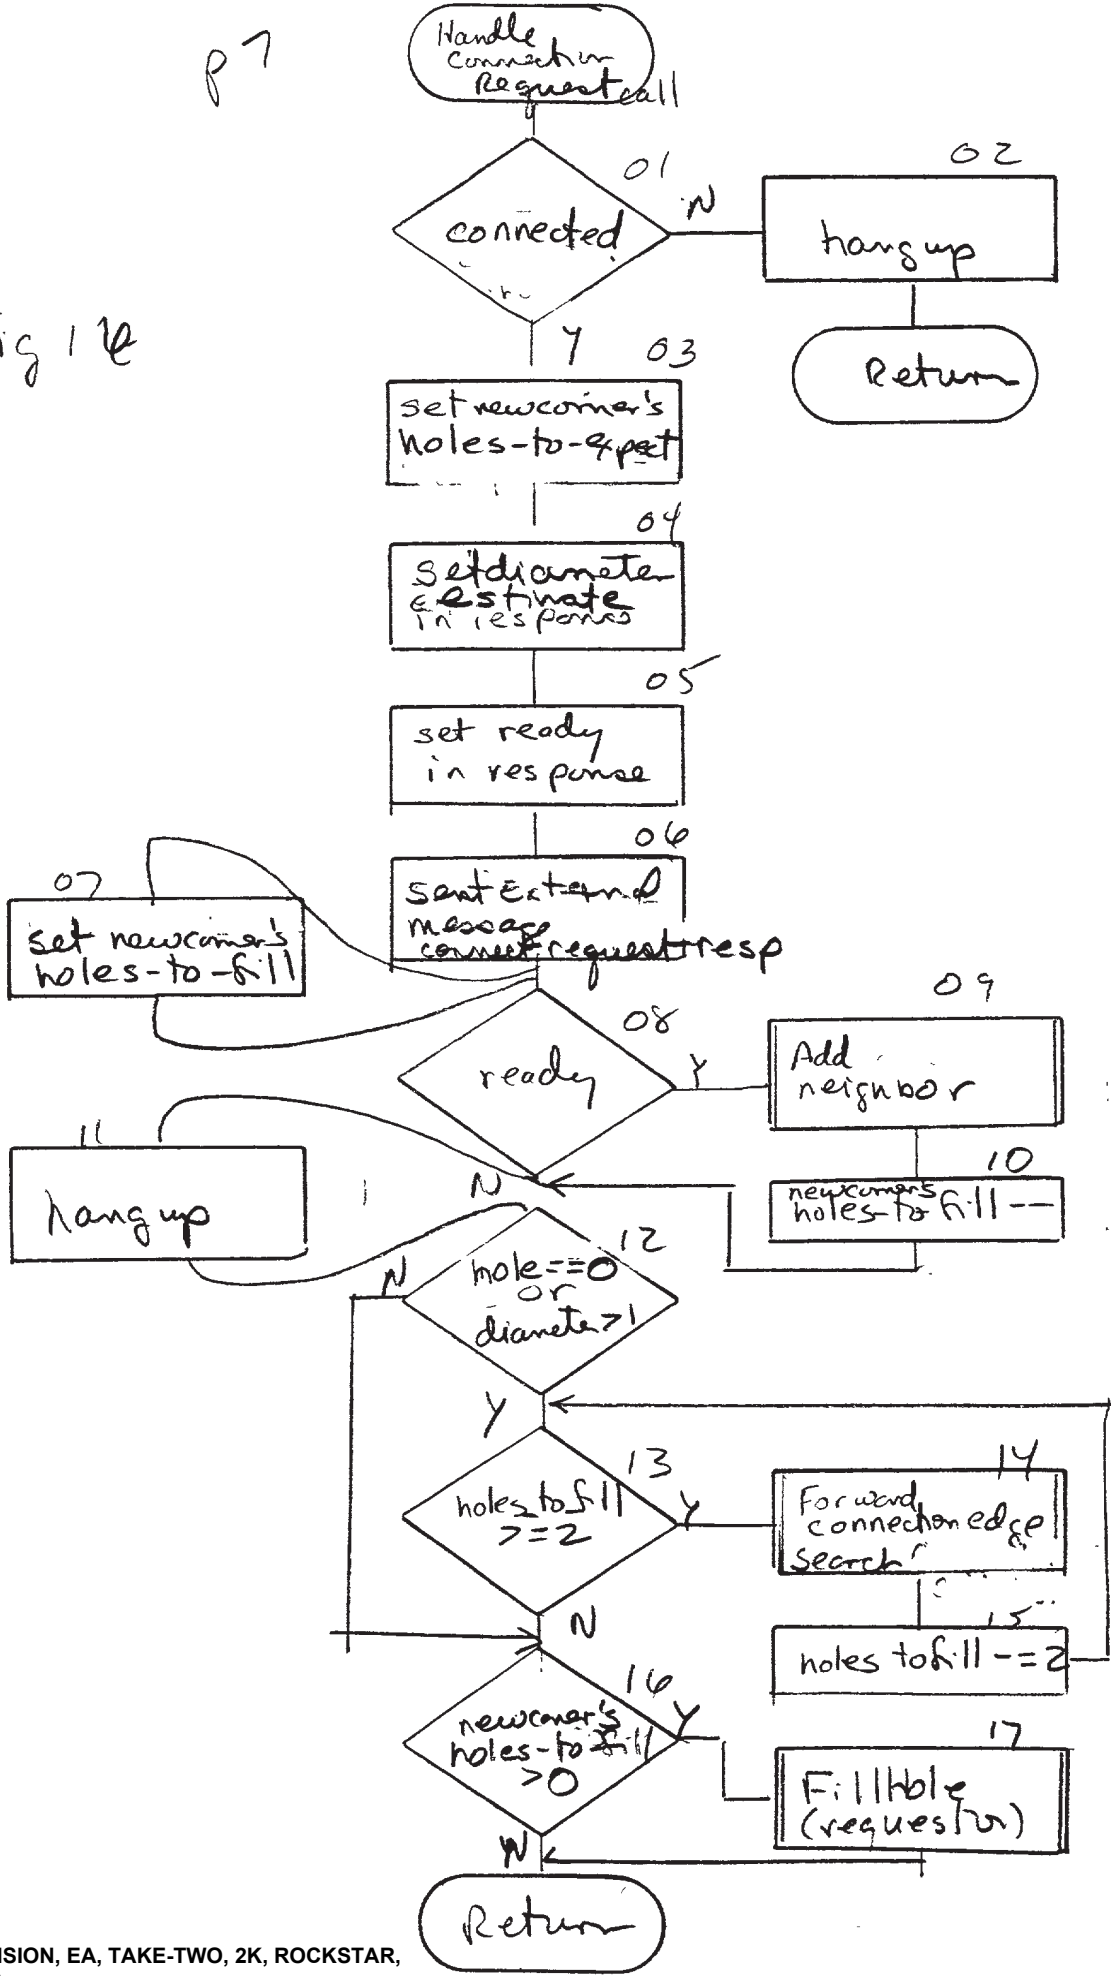 p 7
Handle
connection
Request call
01
connected
N
02
hang up
Return
ig 1
Y
03
set newcomer's
holes-to-expect
04
set diameter
estimate
in response
05
set ready
in response
06
sent External
message
connect-request-resp
07
set newcomer's
holes-to-fill
08
ready
Y
09
Add
neighbor
10
newcomer's
holes-to fill --
N
11
hang up
12
hole==0
or
diameter>1
N
Y
13
holes to fill
>=2
Y
14
Forward
connection edge
search
15
holes to fill -= 2
N
16
newcomer's
holes-to-fill
>0
Y
17
Fill Hole
(requestor)
N
Return
ISION, EA, TAKE-TWO, 2K, ROCKSTAR,